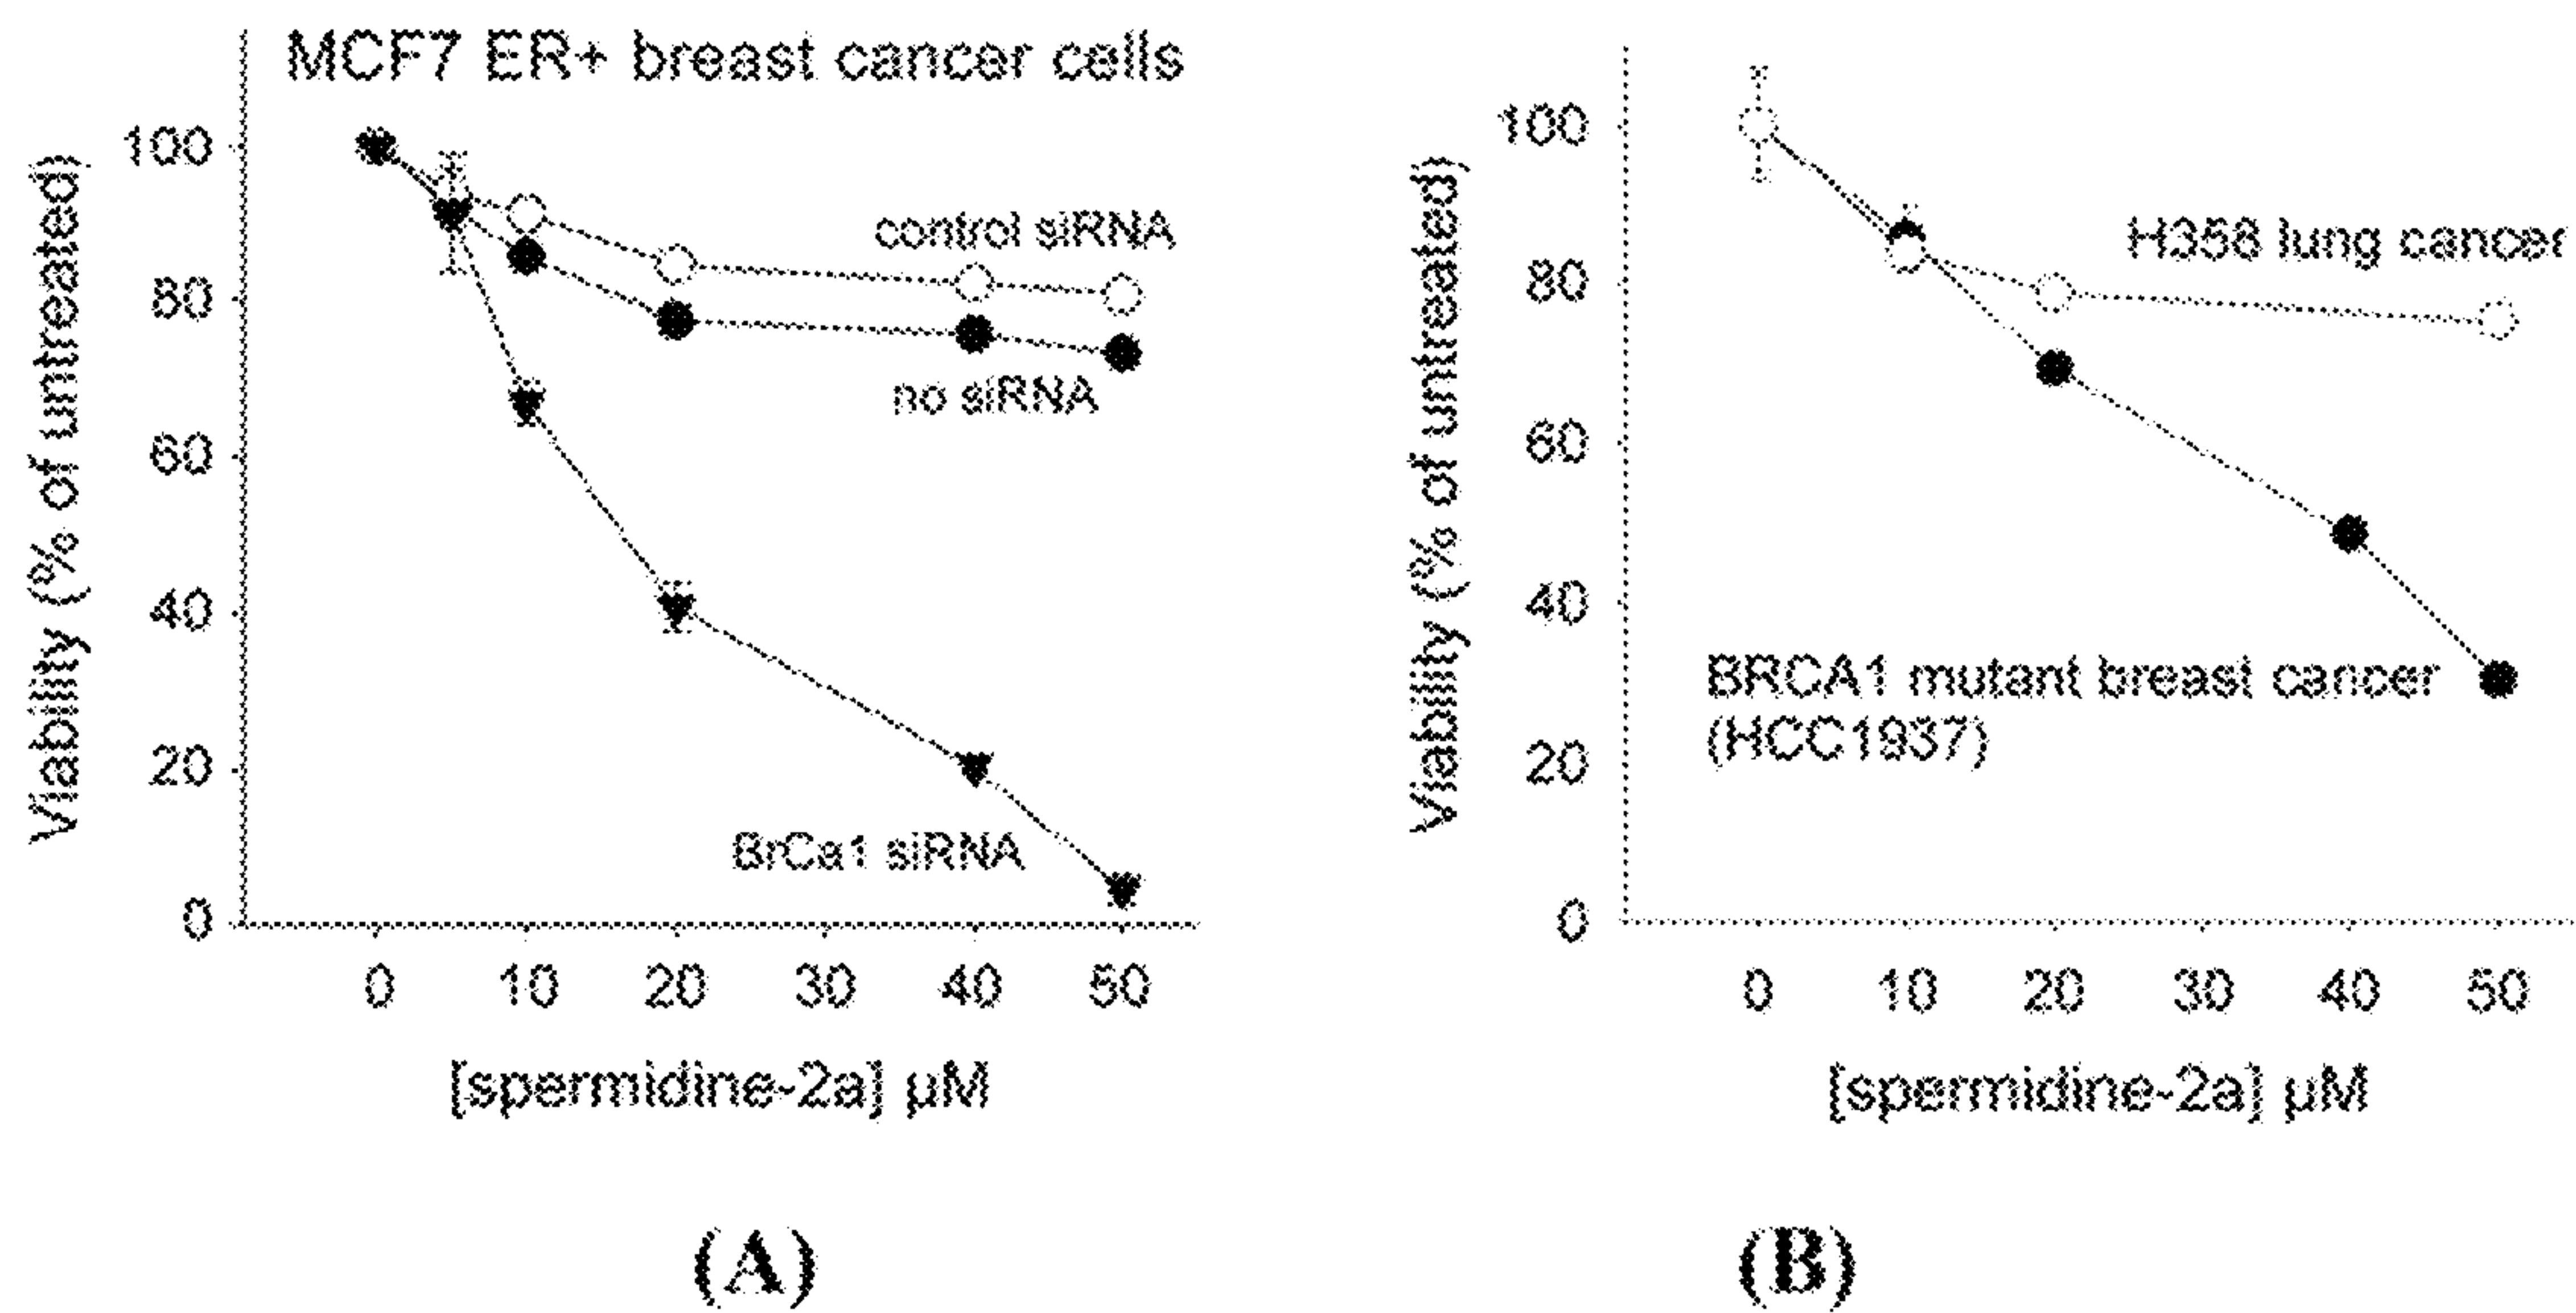 MCF7 ER+ breast cancer cells
Viability (% of untreated)
100
80
60
40
20
0
control siRNA
no siRNA
BrCa1 siRNA
0 10 20 30 40 50
[spermidine-2a] µM
(A)
Viability (% of untreated)
100
80
60
40
20
0
H358 lung cancer
BRCA1 mutant breast cancer
(HCC1937)
0 10 20 30 40 50
[spermidine-2a] µM
(B)